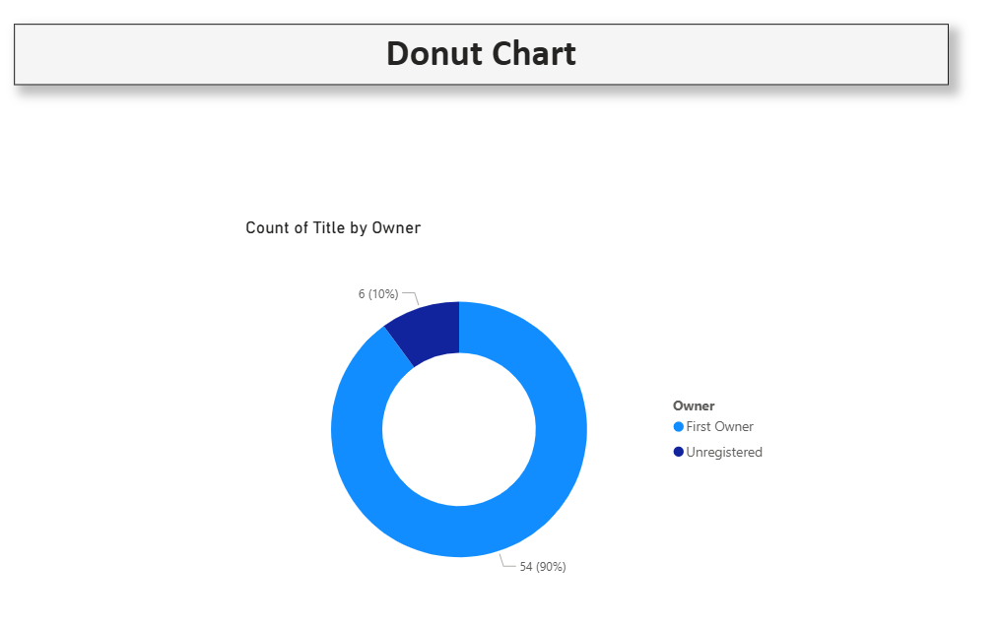 Donut Chart
Count of Title by Owner
6 (10%)
Owner
First Owner
Unregistered
54 (90%)